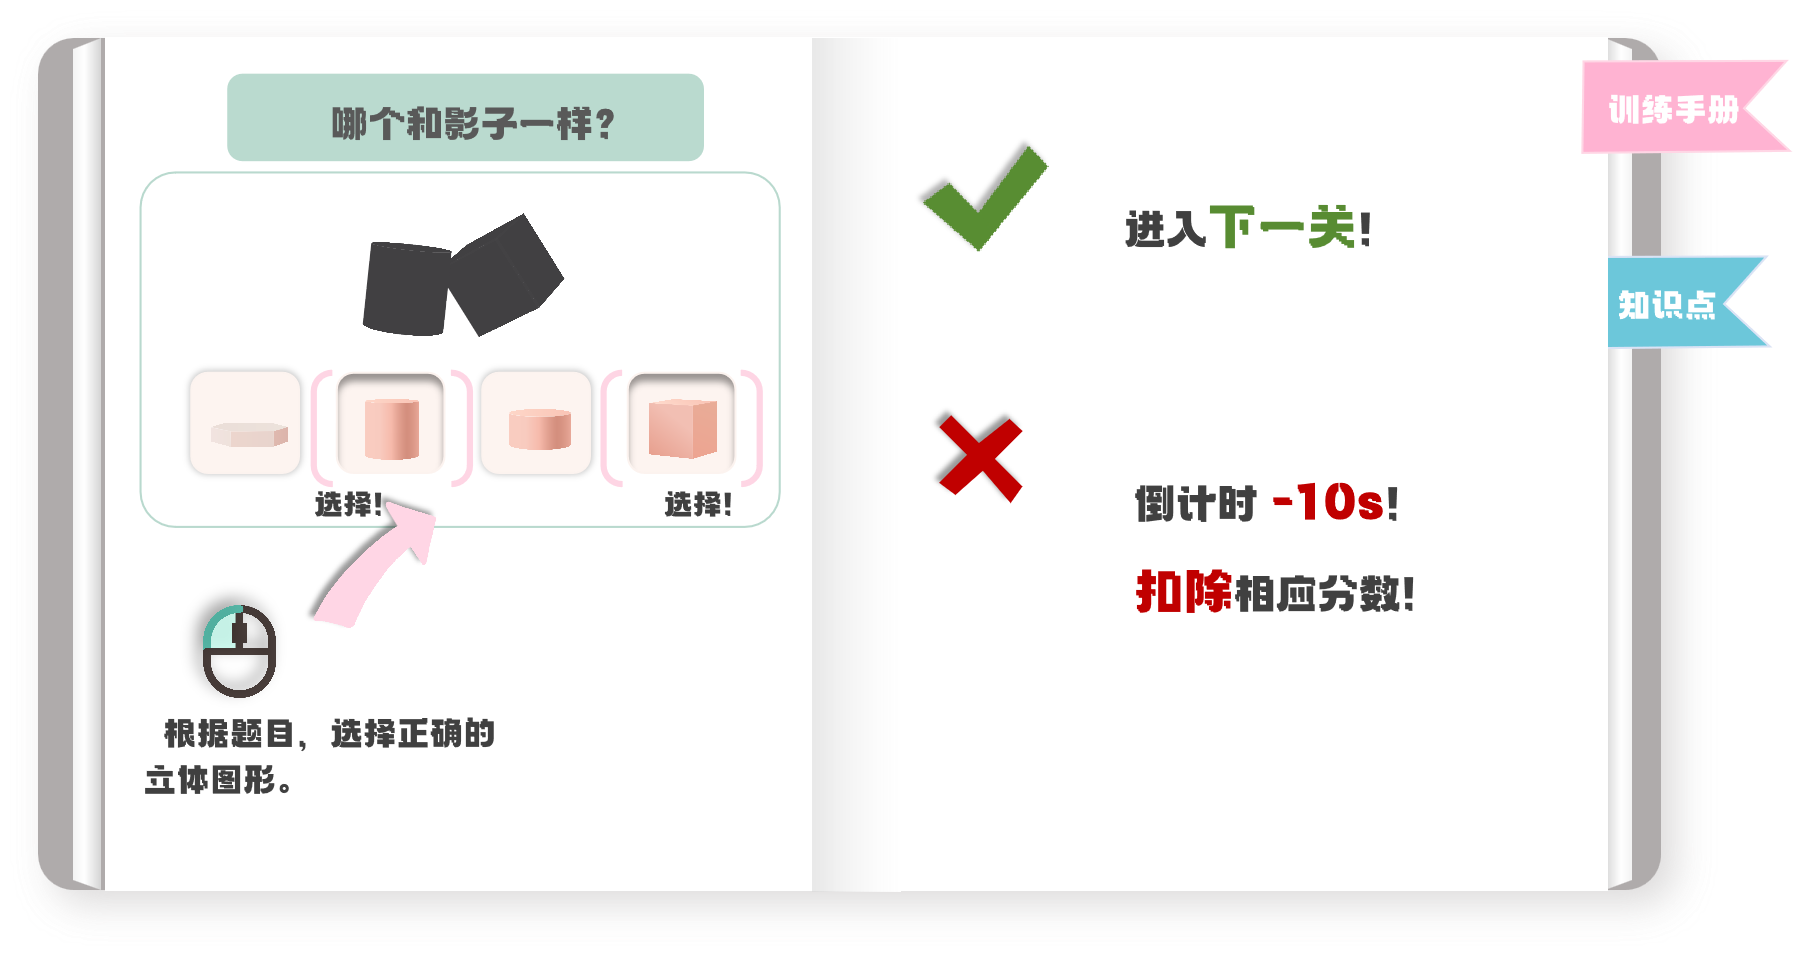 哪个和影子一样？
选择！
选择！
根据题目，选择正确的
立体图形。
进入下一关！
倒计时 -10s！
扣除相应分数！
训练手册
知识点